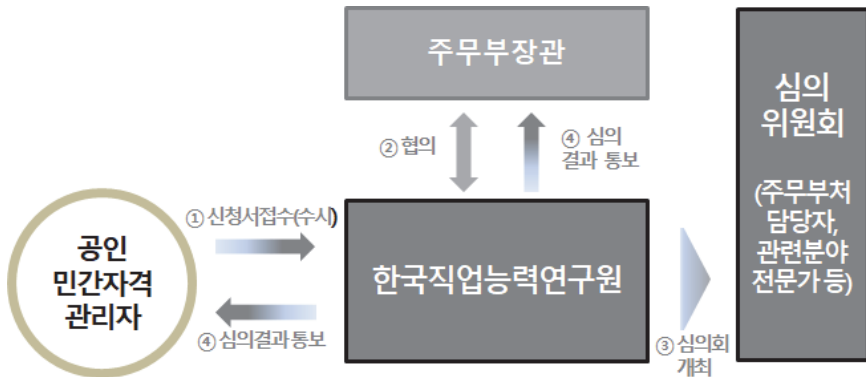 주무부장관
② 협의
④ 심의
결과 통보
심의
위원회
(주무부처
담당자,
관련분야
전문가 등)
① 신청서접수(수시)
공인
민간자격
관리자
한국직업능력연구원
④ 심의결과 통보
③ 심의회
개최